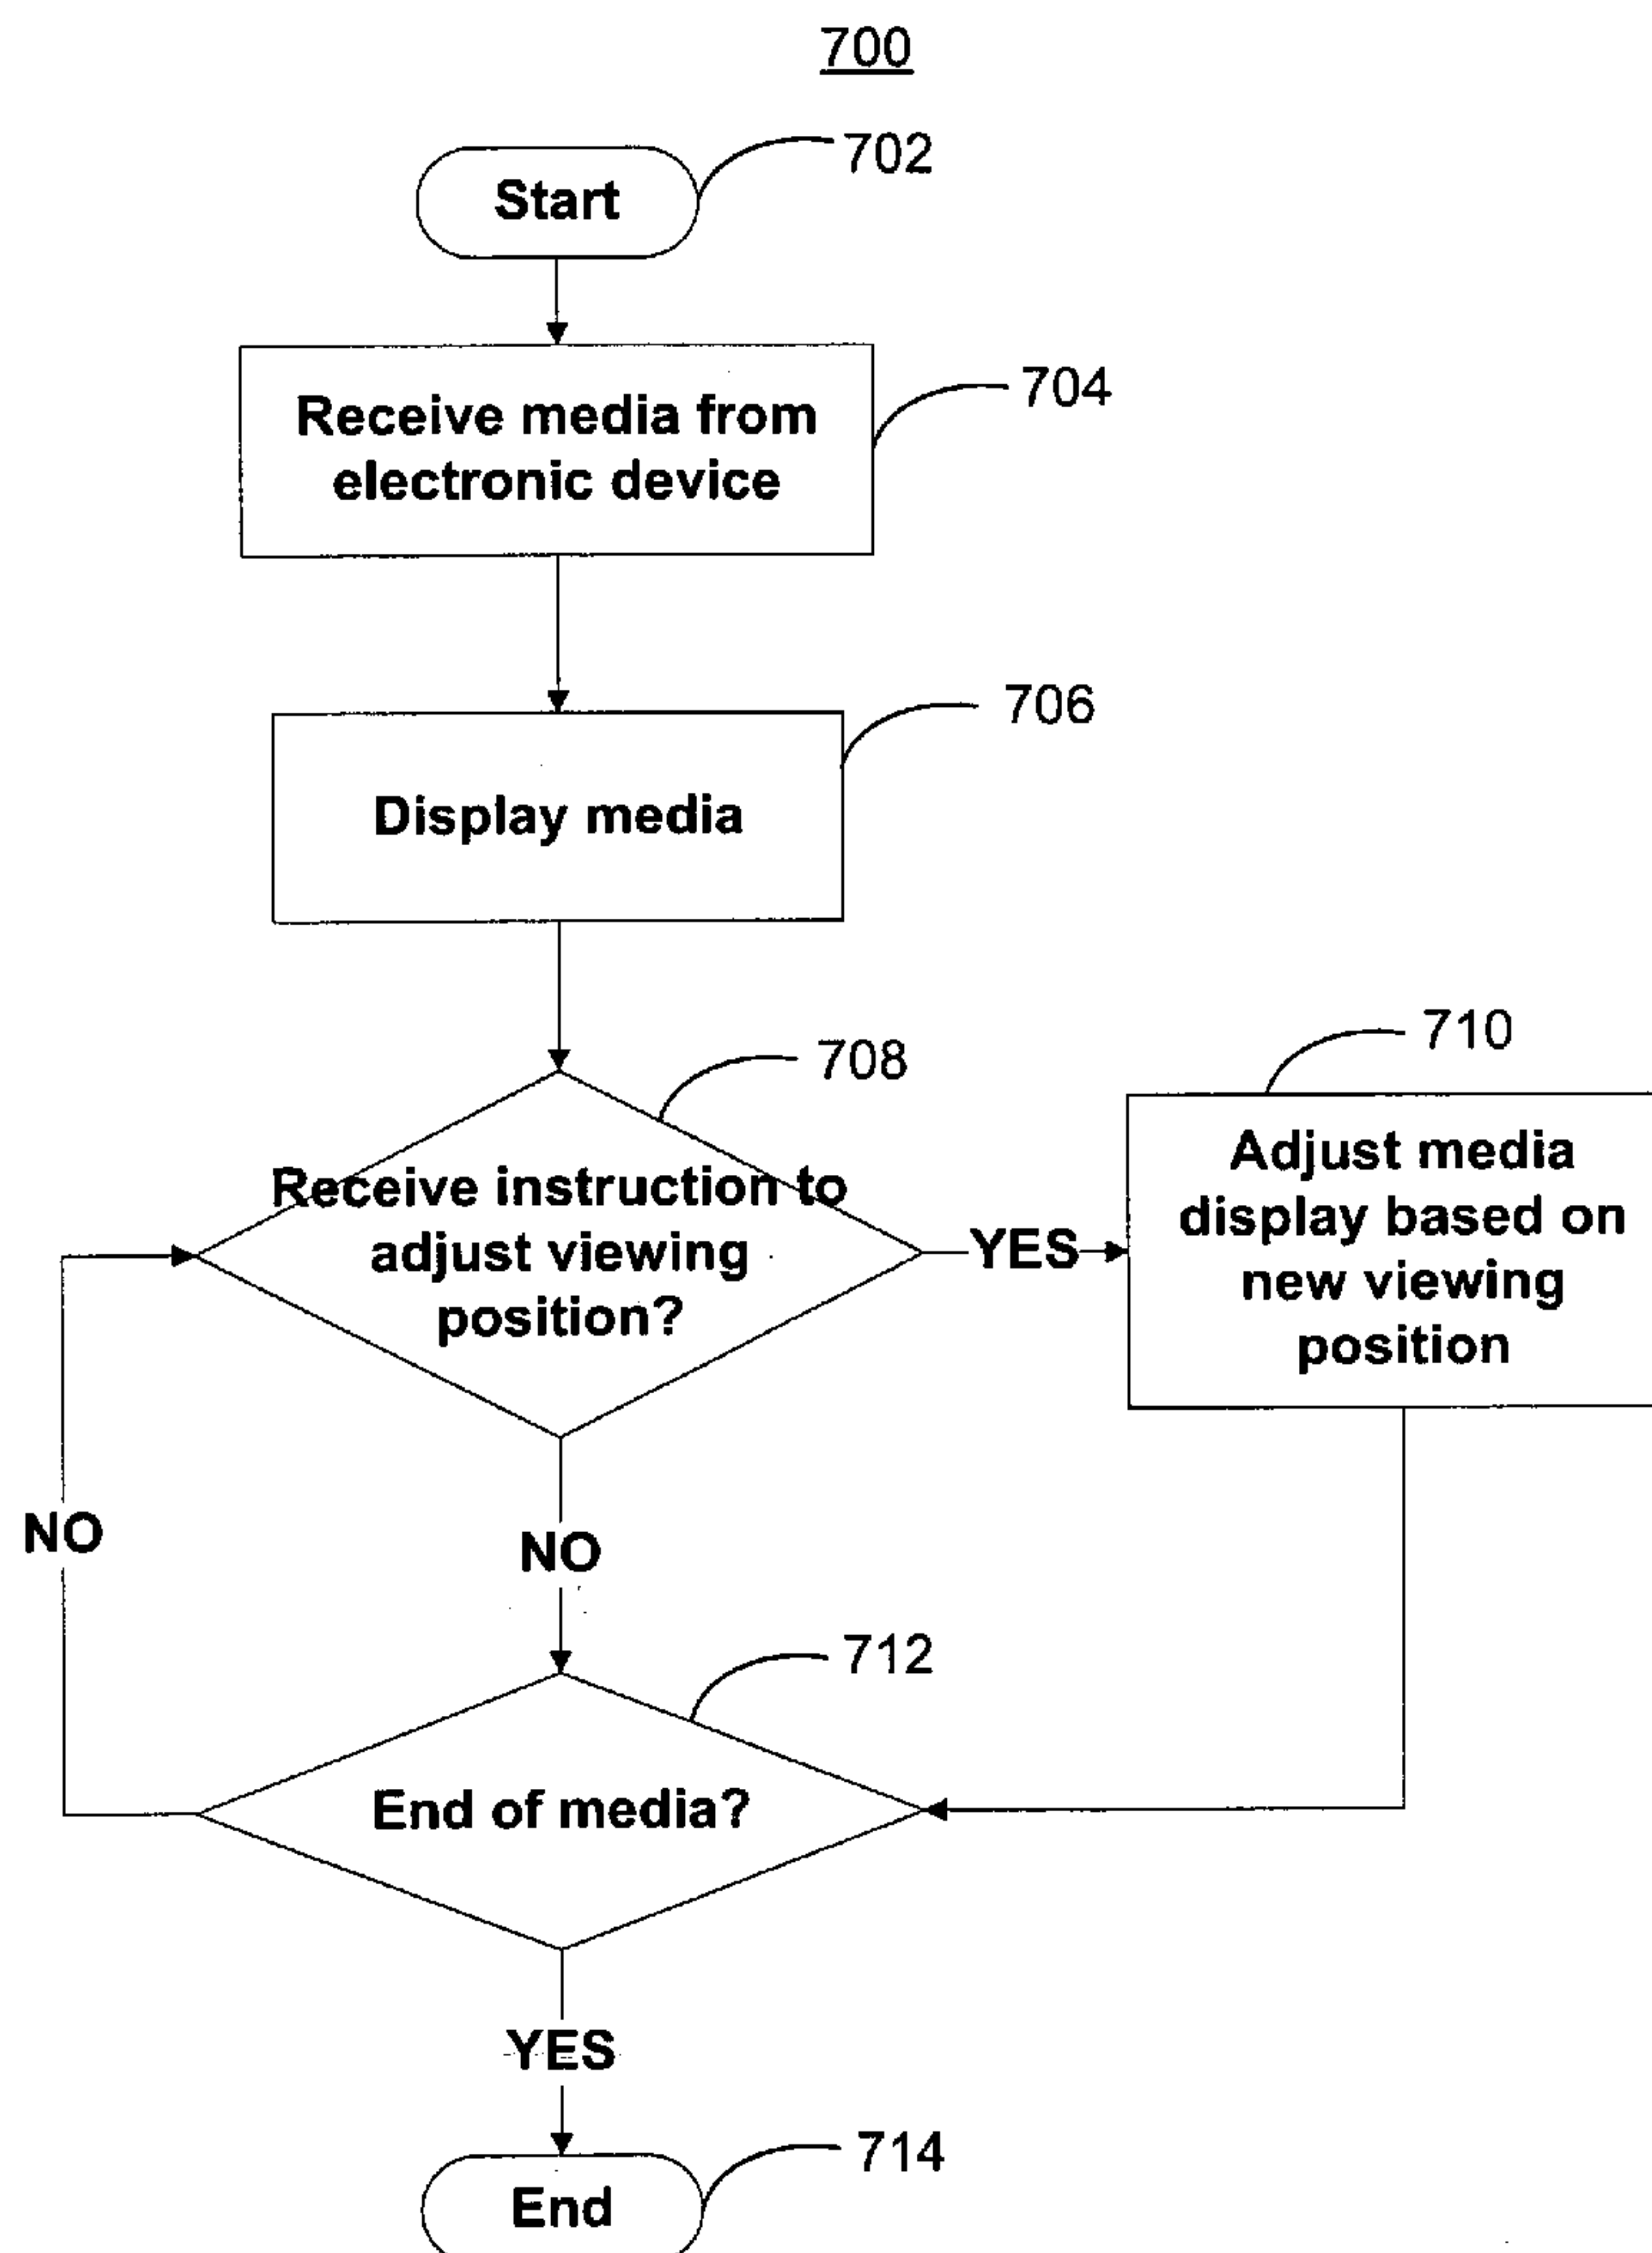 700
702
Start
704
Receive media from
electronic device
706
Display media
708
710
Receive instruction to
adjust viewing
position?
YES
Adjust media
display based on
new viewing
position
NO
NO
712
End of media?
YES
714
End